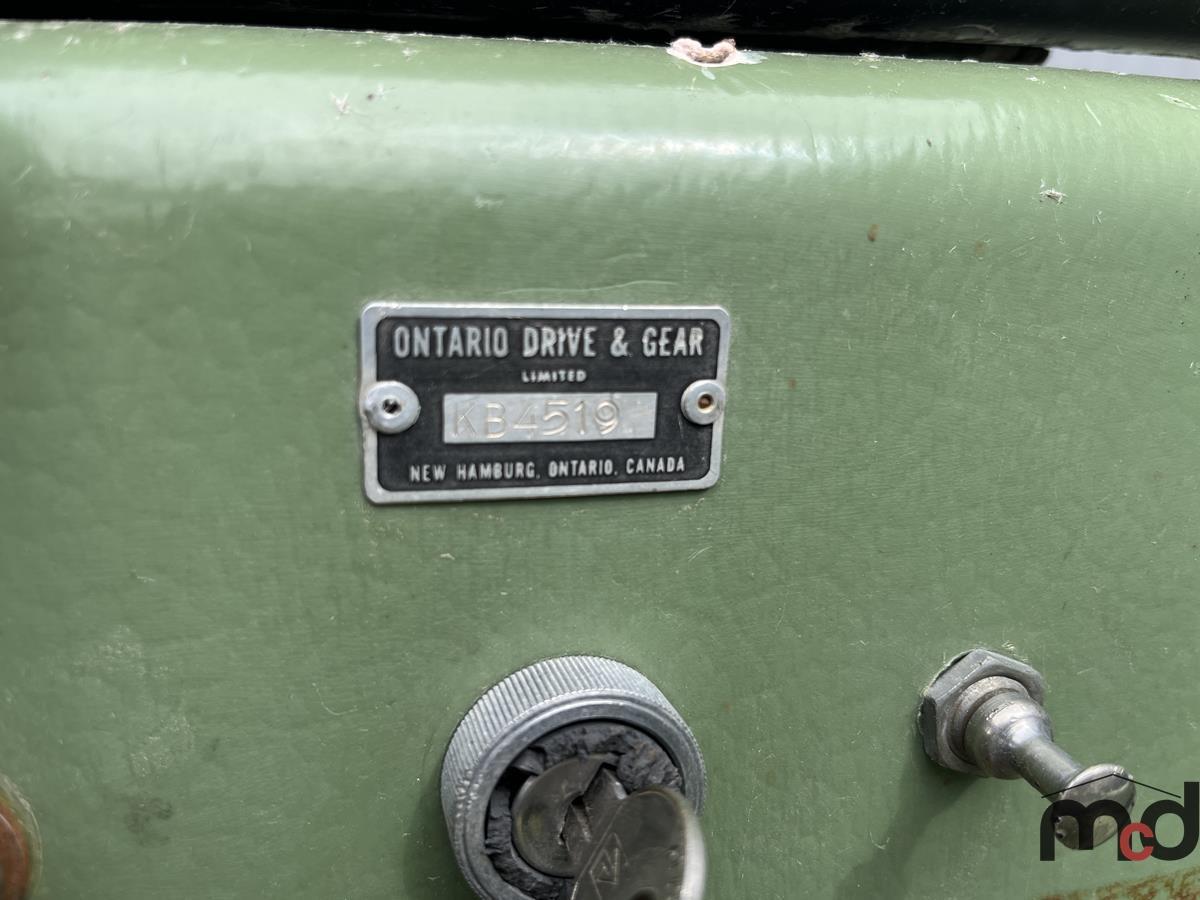 ONTARIO DRIVE & GEAR
LIMITED
KB4519
NEW HAMBURG, ONTARIO, CANADA
mcd